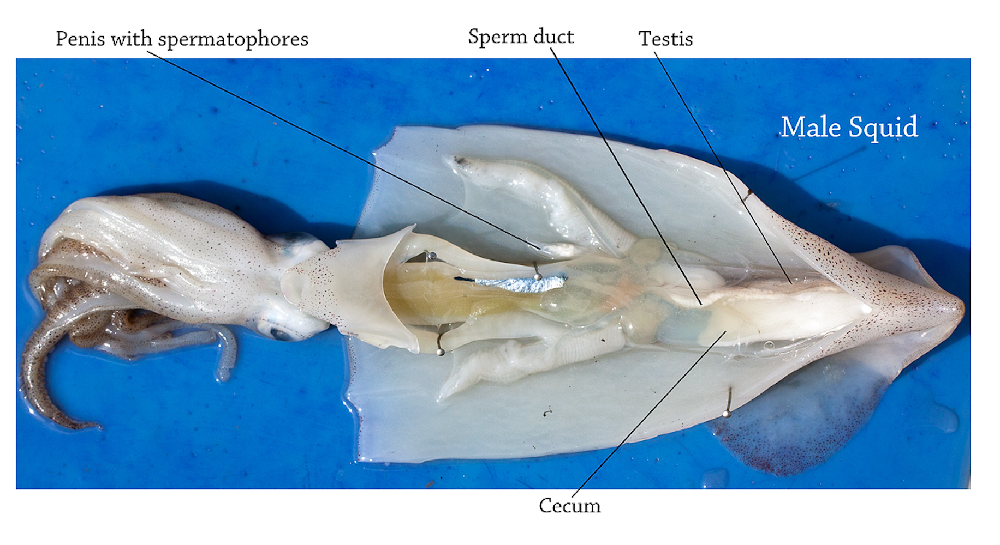 Penis with spermatophores
Sperm duct
Testis
Male Squid
Cecum